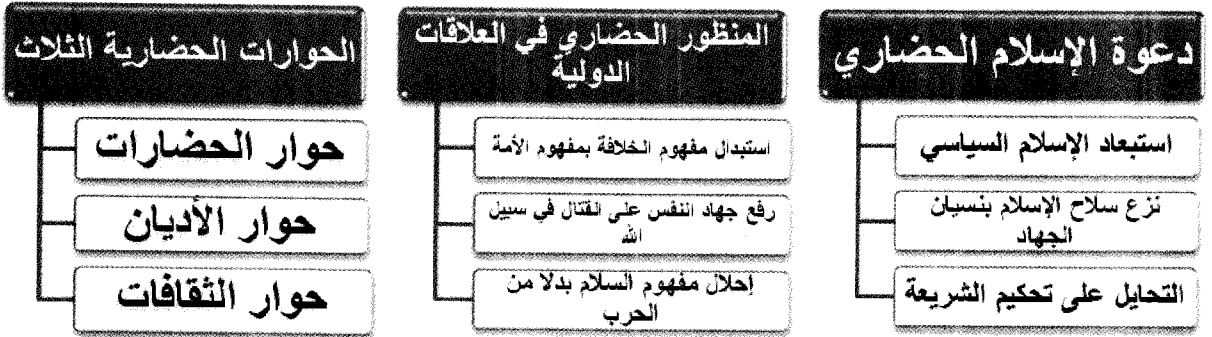 دعوة الإسلام الحضاري
استبعاد الإسلام السياسي
نزع سلاح الإسلام بنسيان
الجهاد
التحايل على تحكيم الشريعة
المنظور الحضاري في العلاقات
الدولية
استبدال مفهوم الخلافة بمفهوم الأمة
رفع جهاد النفس على القتال في سبيل
الله
إحلال مفهوم السلام بدلا من
الحرب
الحوارات الحضارية الثلاث
حوار الحضارات
حوار الأديان
حوار الثقافات